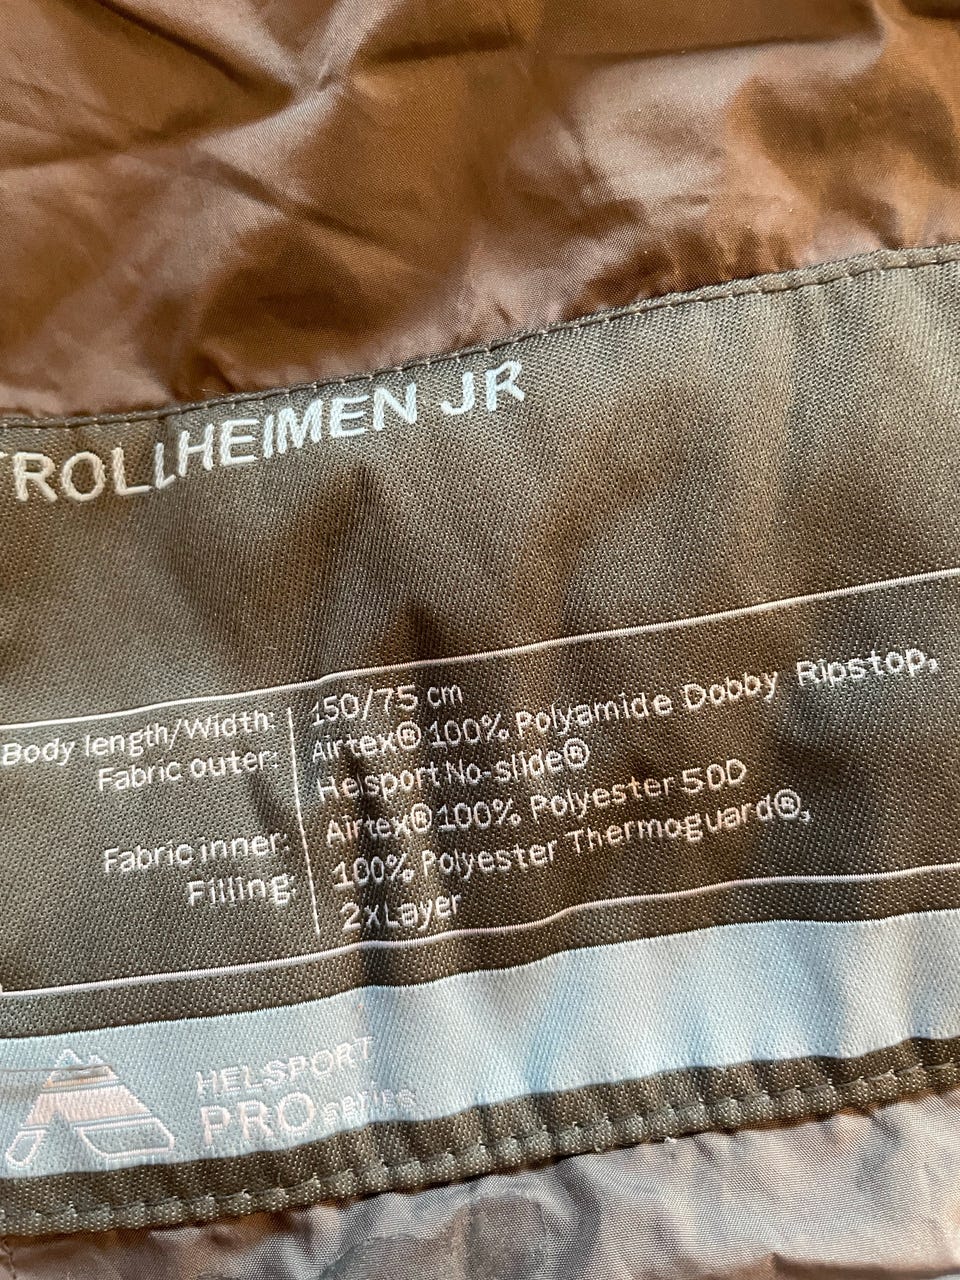 TROLLHEIMEN JR
Body length/Width: 150/75 cm
Fabric outer: Airtex® 100% Polyamide Dobby Ripstop,
Helsport No-slide®
Fabric inner: Airtex® 100% Polyester 50D
Filling: 100% Polyester Thermoguard®,
2xLayer
HELSPORT
PRO series